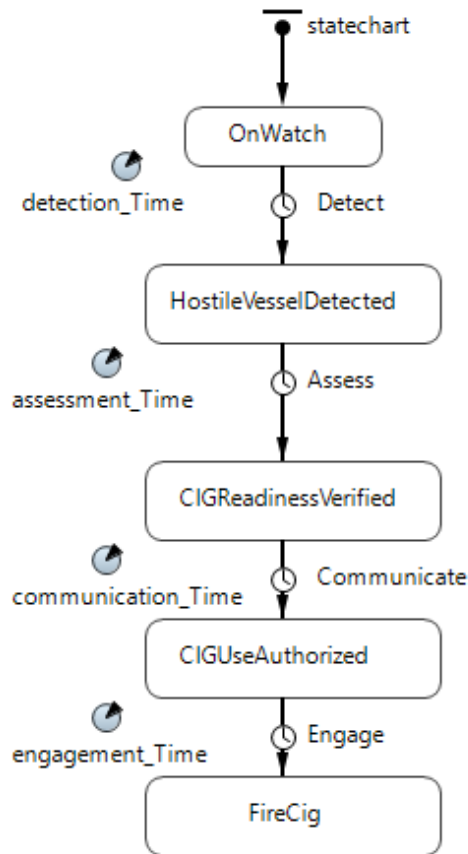 statechart
OnWatch
detection_Time
Detect
HostileVesselDetected
assessment_Time
Assess
CIGReadinessVerified
communication_Time
Communicate
CIGUseAuthorized
engagement_Time
Engage
FireCig